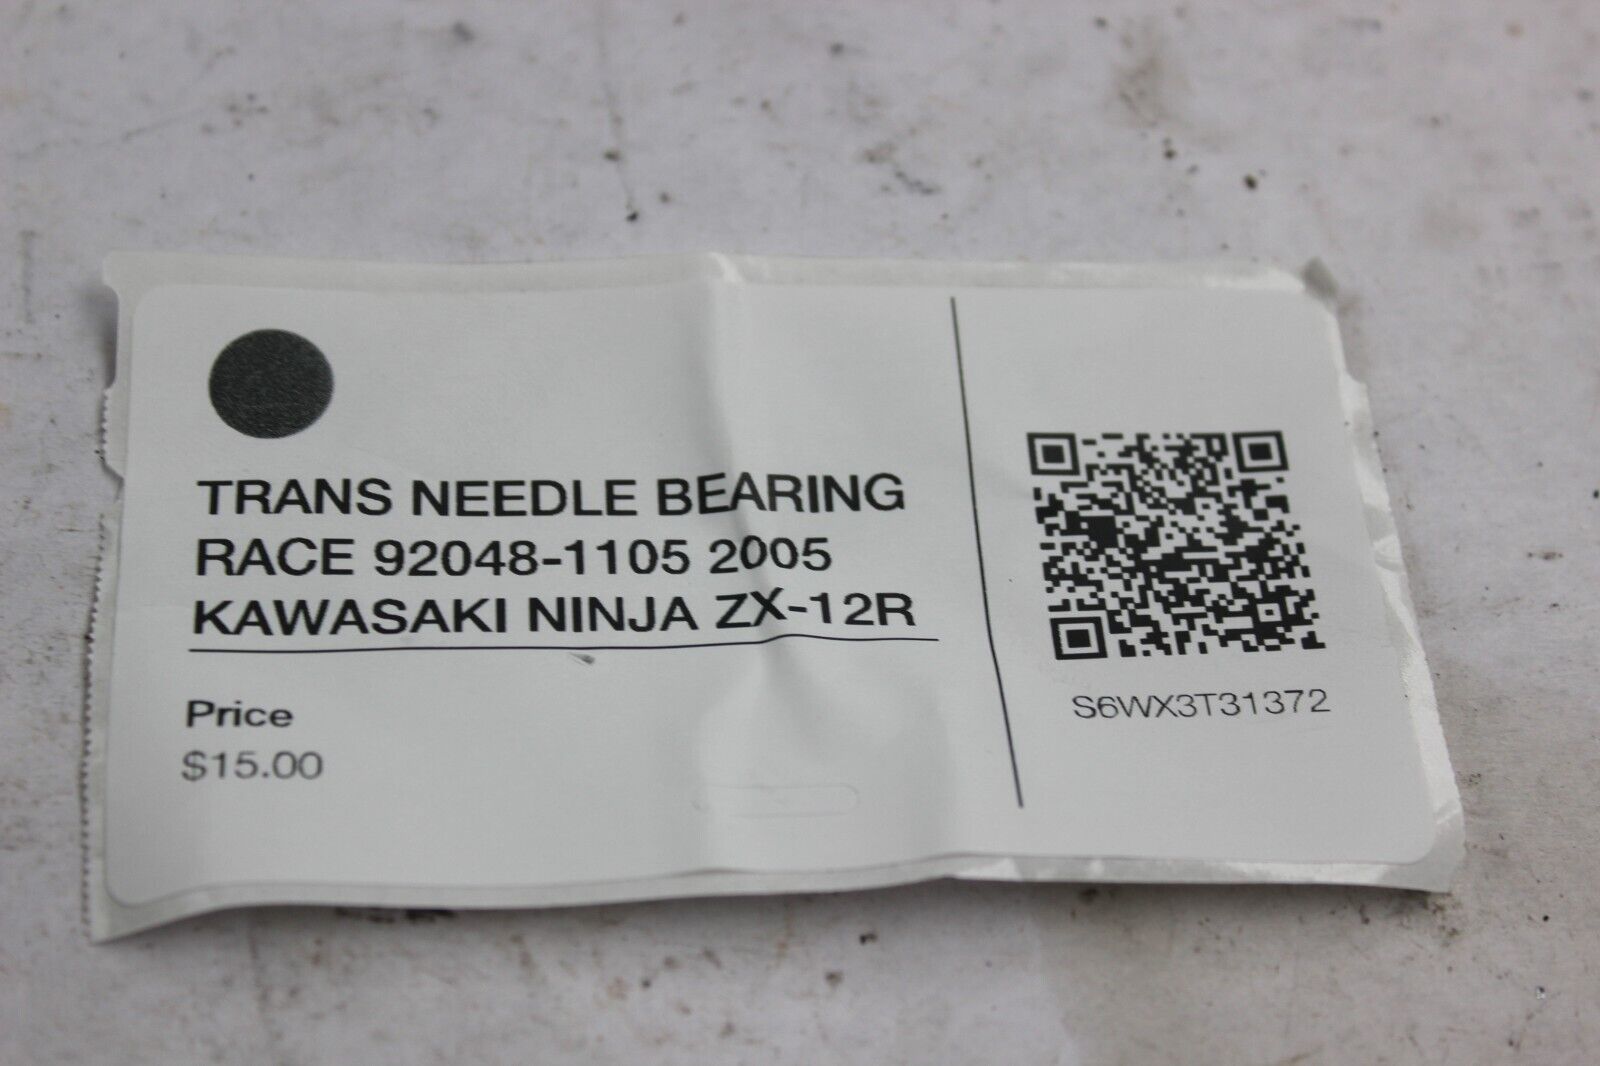 TRANS NEEDLE BEARING
RACE 92048-1105 2005
KAWASAKI NINJA ZX-12R
Price
$15.00
S6WX3T31372